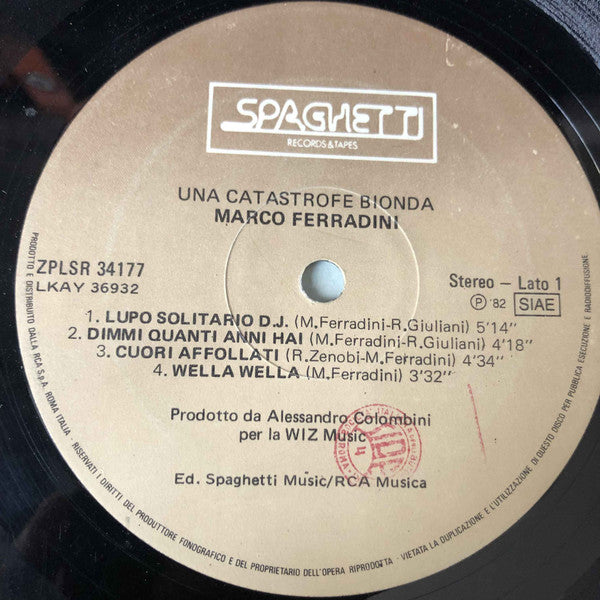 SPAGHETTI
RECORDS & TAPES
UNA CATASTROFE BIONDA
MARCO FERRADINI
ZPLSR 34177
LKAY 36932
Stereo – Lato 1
Ⓟ '82 SIAE
1. LUPO SOLITARIO D.J. (M.Ferradini-R.Giuliani) 5'14"
2. DIMMI QUANTI ANNI HAI (M.Ferradini-R.Giuliani) 4'18"
3. CUORI AFFOLLATI (R.Zenobi-M.Ferradini) 4'34"
4. WELLA WELLA (M.Ferradini) 3'32"
Prodotto da Alessandro Colombini
per la WIZ Music
Ed. Spaghetti Music/RCA Musica
PRODOTTO E DISTRIBUITO DALLA RCA S.p.A. ROMA ITALIA - RISERVATI I DIRITTI DEL PRODUTTORE FONOGRAFICO E DEL PROPRIETARIO DELL'OPERA RIPRODOTTA - VIETATA LA DUPLICAZIONE E L'UTILIZZAZIONE DI QUESTO DISCO PER PUBBLICA ESECUZIONE E RADIODIFFUSIONE